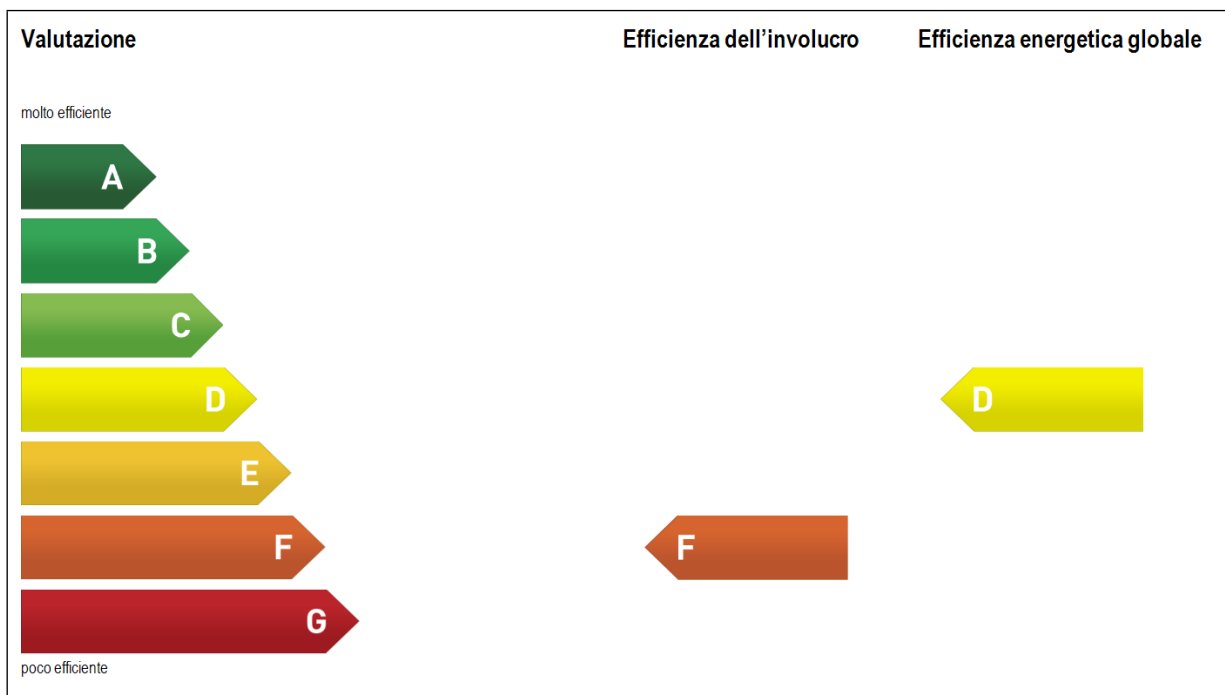 Valutazione Efficienza dell'involucro Efficienza energetica globale
molto efficiente
A
B
C
D D
E
F F
G
poco efficiente